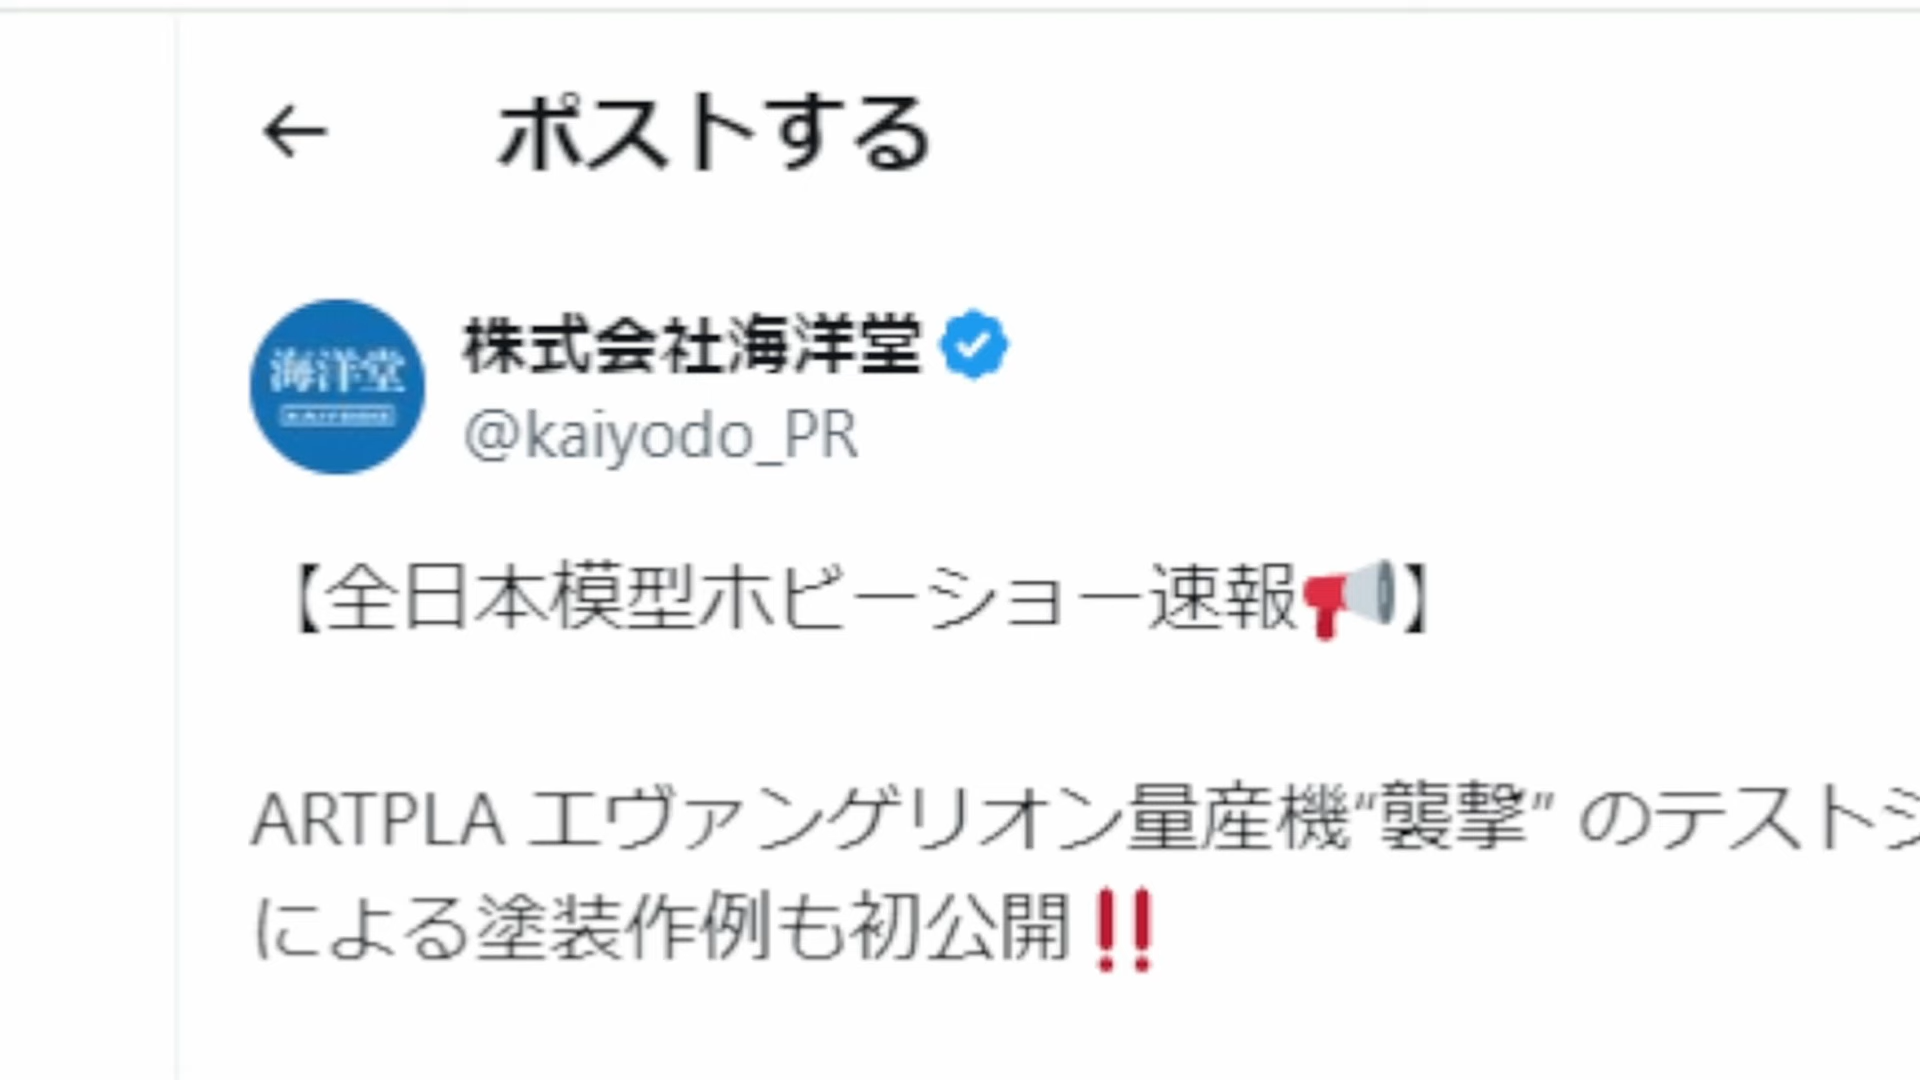 ← ポストする
海洋堂
KAIYODO
株式会社海洋堂
@kaiyodo_PR
【全日本模型ホビーショー速報📢】
ARTPLA エヴァンゲリオン量産機“襲撃” のテストシ
による塗装作例も初公開‼